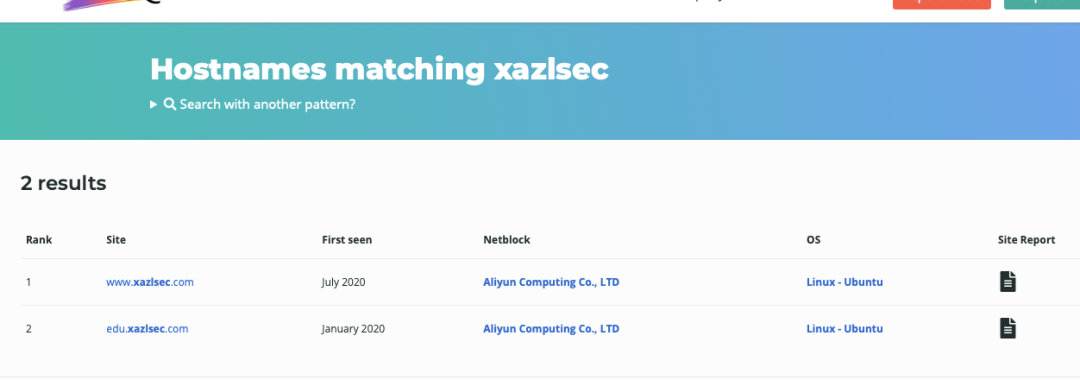 Hostnames matching xazlsec
Search with another pattern?
2 results
Rank Site First seen Netblock OS Site Report
1 www.xazlsec.com July 2020 Aliyun Computing Co., LTD Linux - Ubuntu
2 edu.xazlsec.com January 2020 Aliyun Computing Co., LTD Linux - Ubuntu